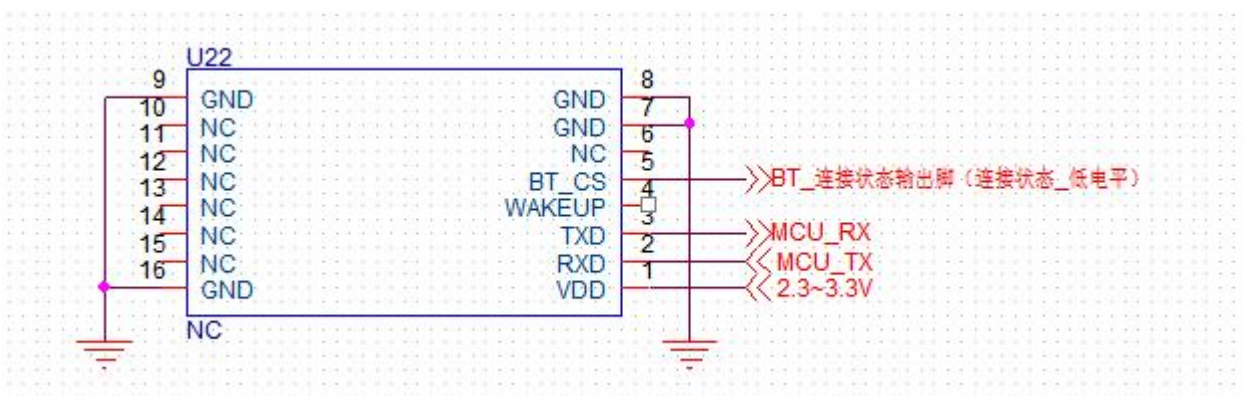 U22
9 GND GND 8
10 NC GND 7
11 NC NC 6
12 NC BT_CS 5 BT_连接状态输出脚（连接状态_低电平）
13 NC WAKEUP 4
14 NC TXD 3 MCU_RX
15 NC RXD 2 MCU_TX
16 GND VDD 1 2.3~3.3V
NC